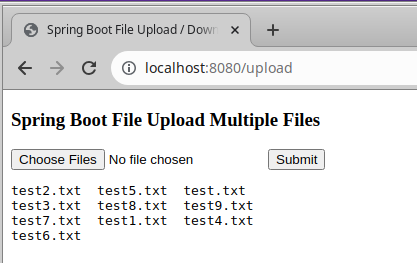 Spring Boot File Upload / Down
localhost:8080/upload
Spring Boot File Upload Multiple Files
Choose Files No file chosen Submit
test2.txt test5.txt test.txt
test3.txt test8.txt test9.txt
test7.txt test1.txt test4.txt
test6.txt